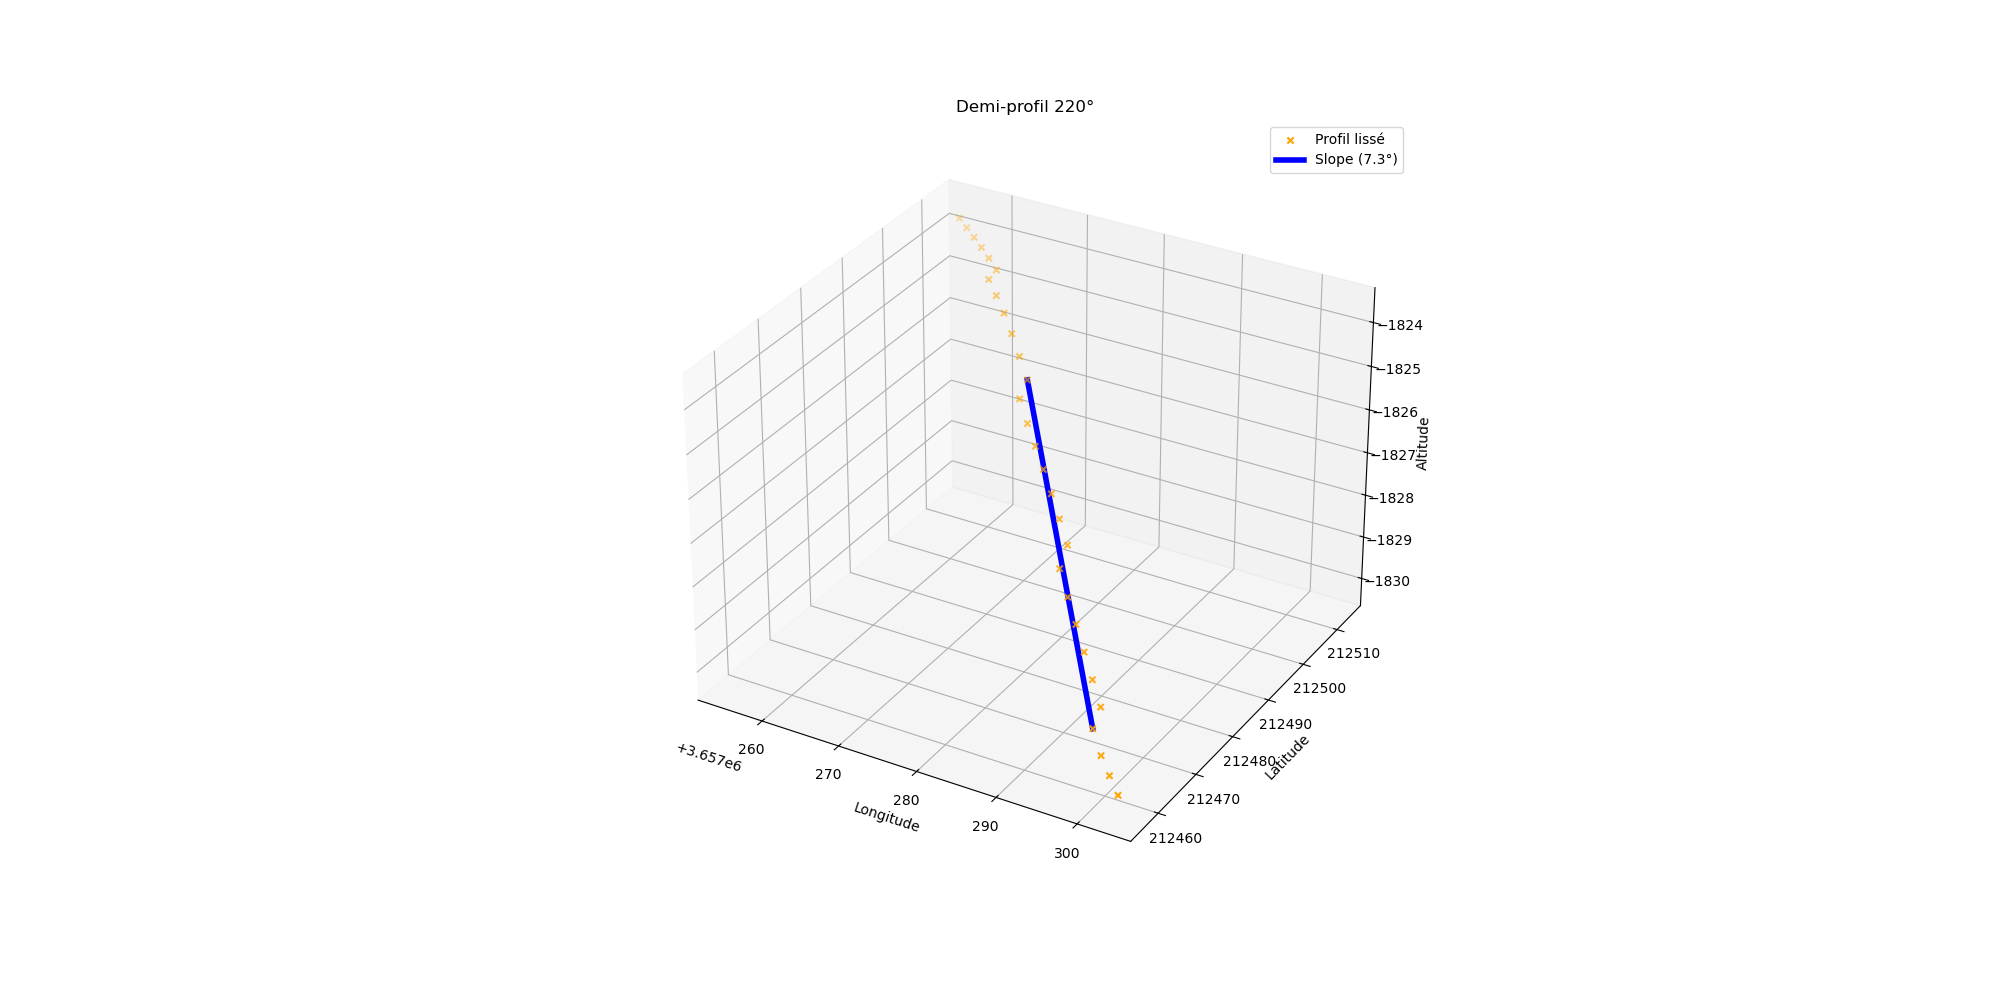 Demi-profil 220°
Profil lissé
Slope (7.3°)
−1824
−1825
−1826
−1827
−1828
−1829
−1830
Altitude
212510
212500
212490
212480
212470
212460
Latitude
+3.657e6
260
270
280
290
300
Longitude